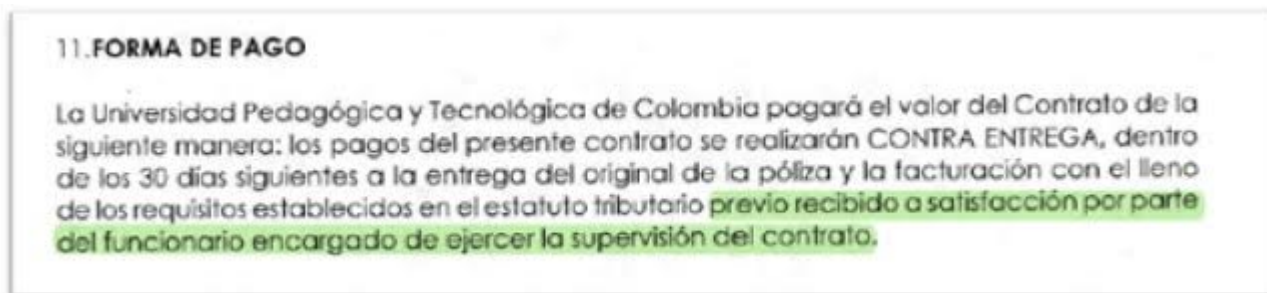 11.FORMA DE PAGO
La Universidad Pedagógica y Tecnológica de Colombia pagará el valor del Contrato de la
siguiente manera: los pagos del presente contrato se realizarán CONTRA ENTREGA, dentro
de los 30 días siguientes a la entrega del original de la póliza y la facturación con el lleno
de los requisitos establecidos en el estatuto tributario previo recibido a satisfacción por parte
del funcionario encargado de ejercer la supervisión del contrato.